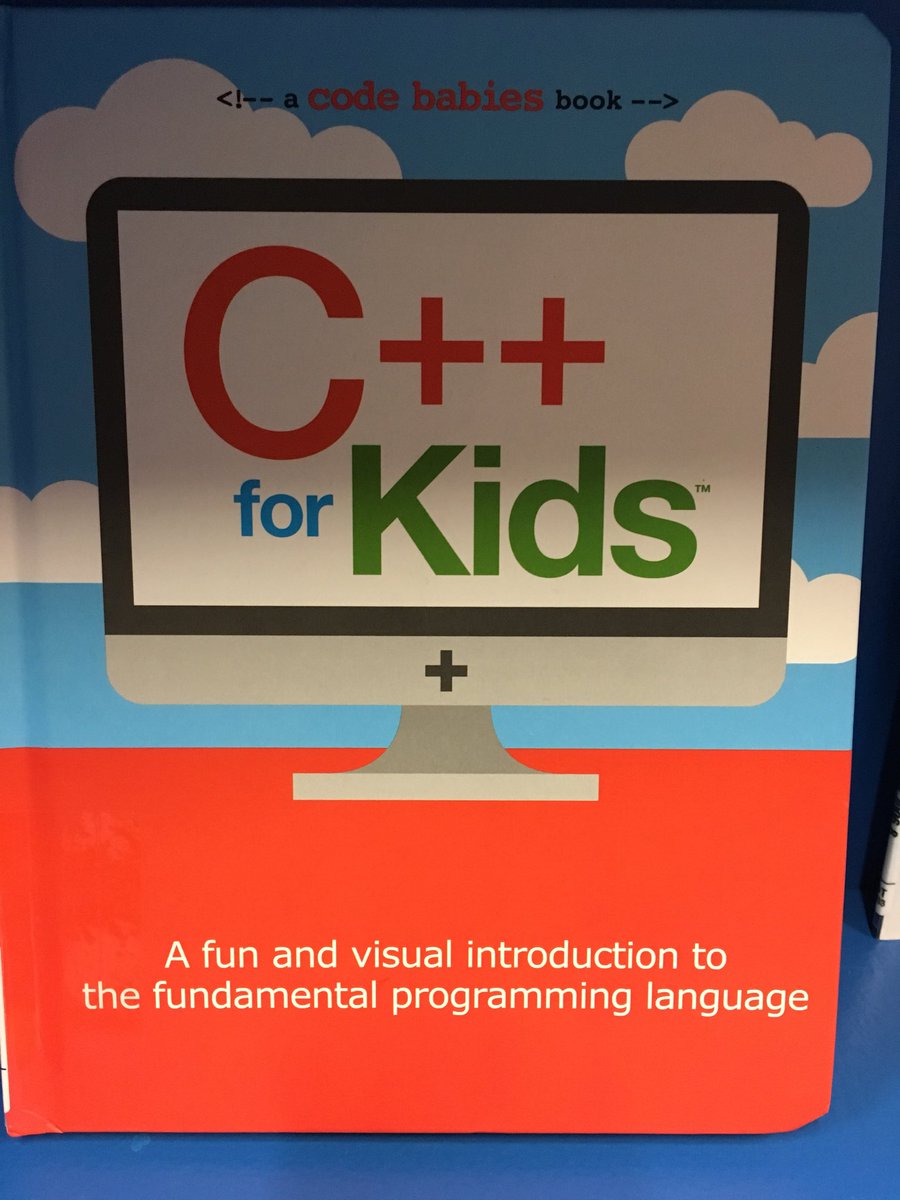 <!-- a code babies book -->
C++
for Kids™
+
A fun and visual introduction to
the fundamental programming language